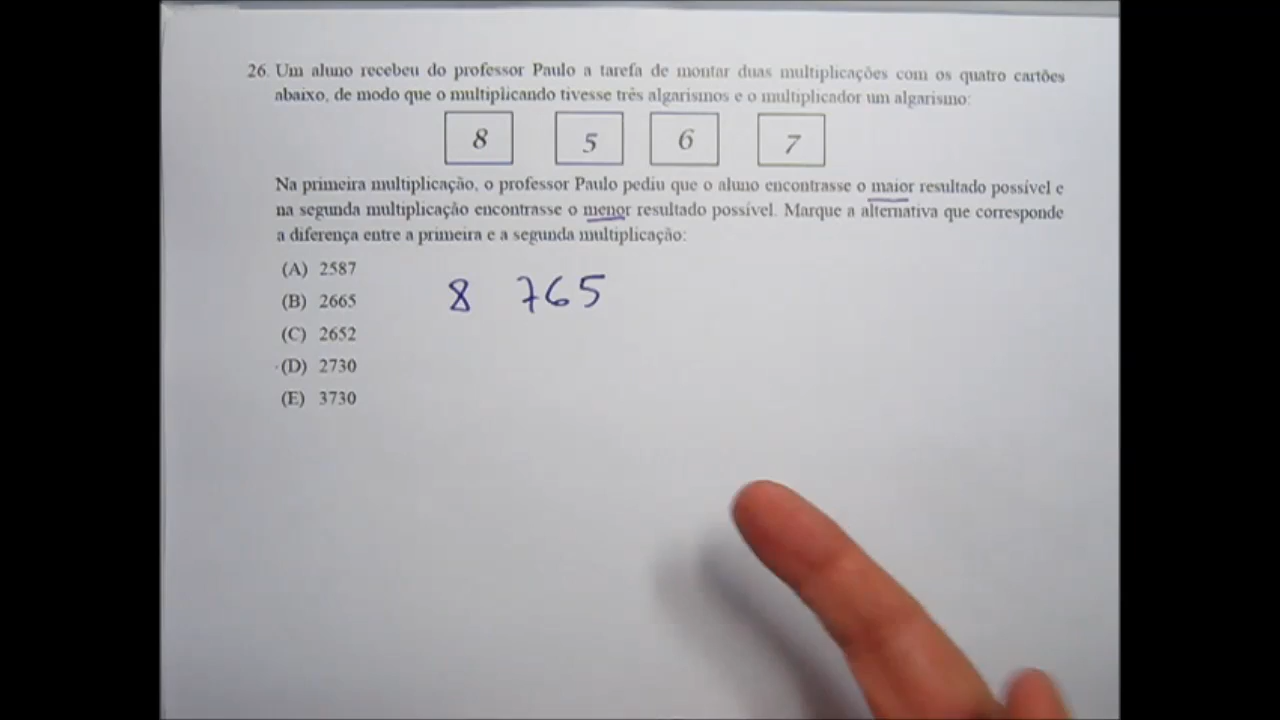 26. Um aluno recebeu do professor Paulo a tarefa de montar duas multiplicações com os quatro cartões
abaixo, de modo que o multiplicando tivesse três algarismos e o multiplicador um algarismo:
8 5 6 7
Na primeira multiplicação, o professor Paulo pediu que o aluno encontrasse o maior resultado possível e
na segunda multiplicação encontrasse o menor resultado possível. Marque a alternativa que corresponde
a diferença entre a primeira e a segunda multiplicação:
(A) 2587
(B) 2665
(C) 2652
(D) 2730
(E) 3730
8 765